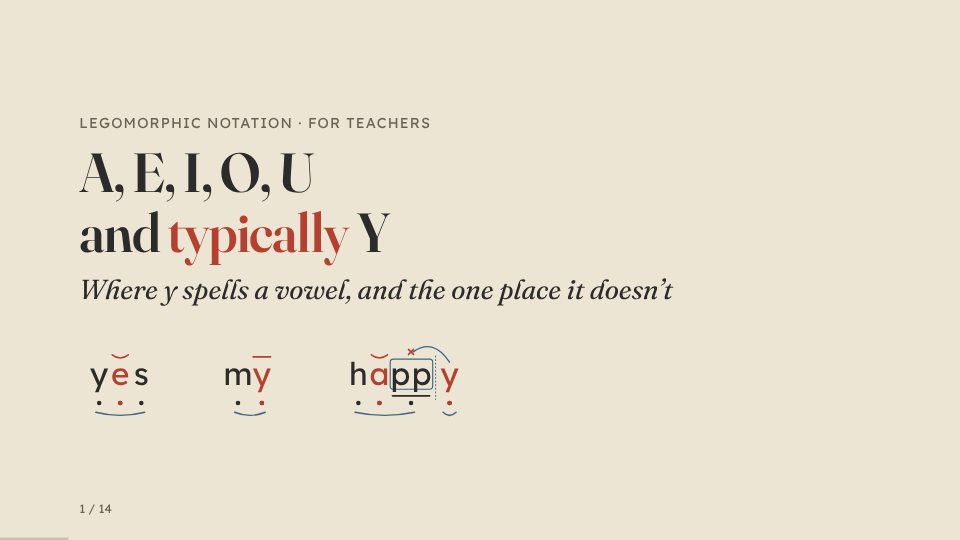 LEGOMORPHIC NOTATION · FOR TEACHERS
A, E, I, O, U
and typically Y
Where y spells a vowel, and the one place it doesn’t
yes my happy
1 / 14